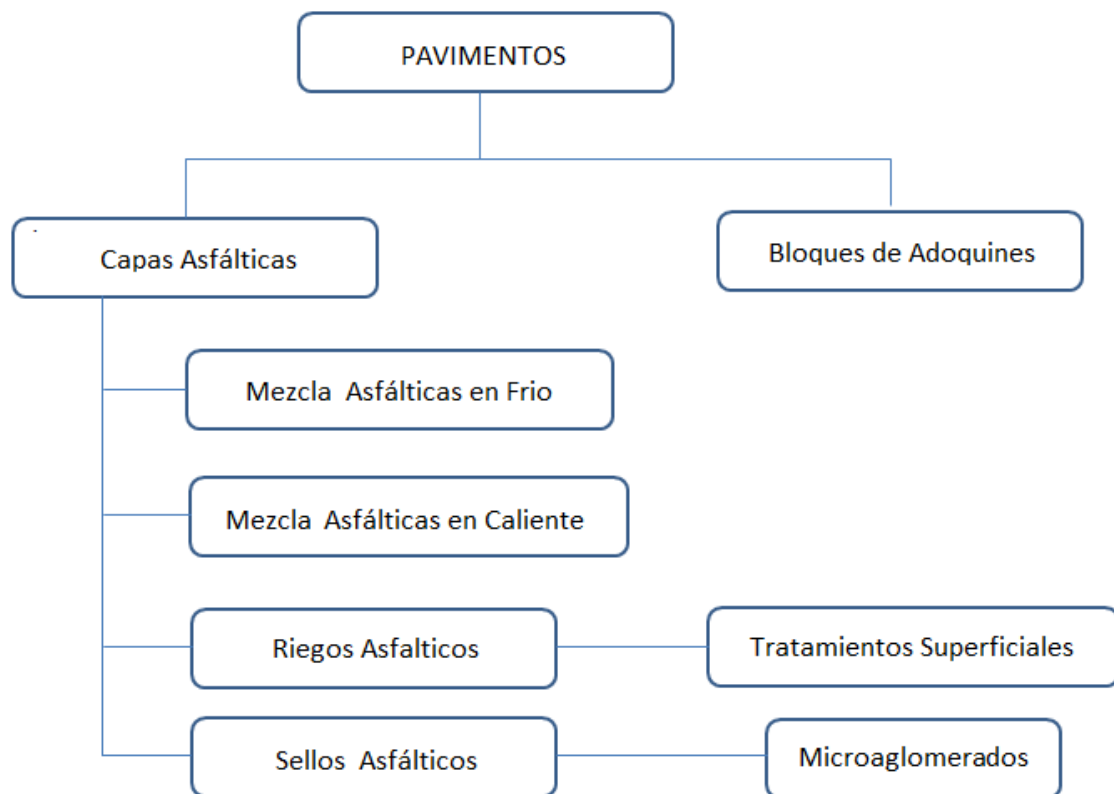 PAVIMENTOS
Capas Asfálticas
Bloques de Adoquines
Mezcla Asfálticas en Frio
Mezcla Asfálticas en Caliente
Riegos Asfalticos
Tratamientos Superficiales
Sellos Asfálticos
Microaglomerados